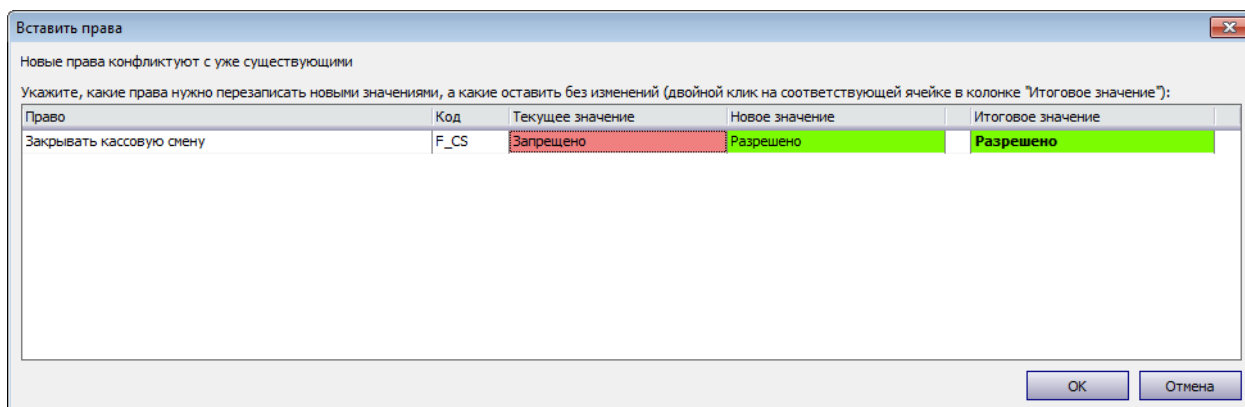 Вставить права
Новые права конфликтуют с уже существующими
Укажите, какие права нужно перезаписать новыми значениями, а какие оставить без изменений (двойной клик на соответствующей ячейке в колонке "Итоговое значение"):
Право Код Текущее значение Новое значение Итоговое значение
Закрывать кассовую смену F_CS Запрещено Разрешено Разрешено
OK Отмена